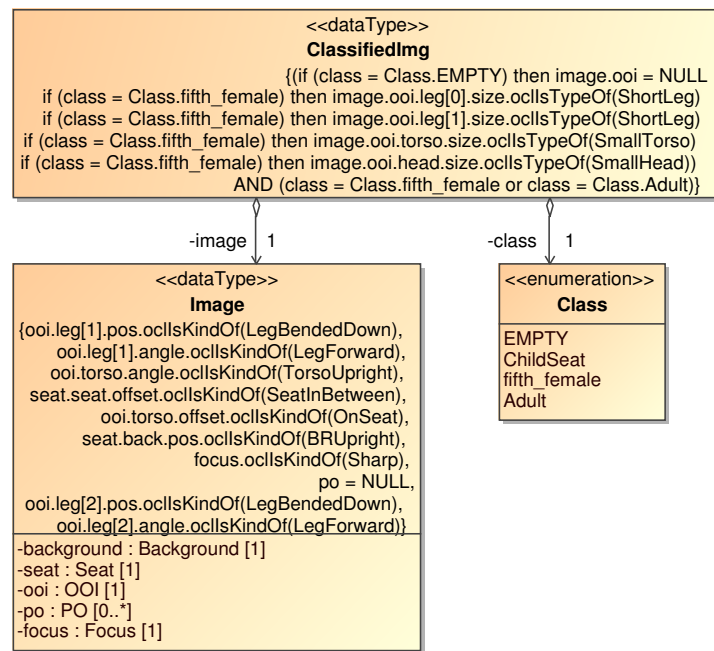 <<dataType>>
ClassifiedImg
{(if (class = Class.EMPTY) then image.ooi = NULL
if (class = Class.fifth_female) then image.ooi.leg[0].size.oclIsTypeOf(ShortLeg)
if (class = Class.fifth_female) then image.ooi.leg[1].size.oclIsTypeOf(ShortLeg)
if (class = Class.fifth_female) then image.ooi.torso.size.oclIsTypeOf(SmallTorso)
if (class = Class.fifth_female) then image.ooi.head.size.oclIsTypeOf(SmallHead))
AND (class = Class.fifth_female or class = Class.Adult)}
-image 1
-class 1
<<dataType>>
Image
{ooi.leg[1].pos.oclIsKindOf(LegBendedDown),
ooi.leg[1].angle.oclIsKindOf(LegForward),
ooi.torso.angle.oclIsKindOf(TorsoUpright),
seat.seat.offset.oclIsKindOf(SeatInBetween),
ooi.torso.offset.oclIsKindOf(OnSeat),
seat.back.pos.oclIsKindOf(BRUpright),
focus.oclIsKindOf(Sharp),
po = NULL,
ooi.leg[2].pos.oclIsKindOf(LegBendedDown),
ooi.leg[2].angle.oclIsKindOf(LegForward)}
-background : Background [1]
-seat : Seat [1]
-ooi : OOI [1]
-po : PO [0..*]
-focus : Focus [1]
<<enumeration>>
Class
EMPTY
ChildSeat
fifth_female
Adult